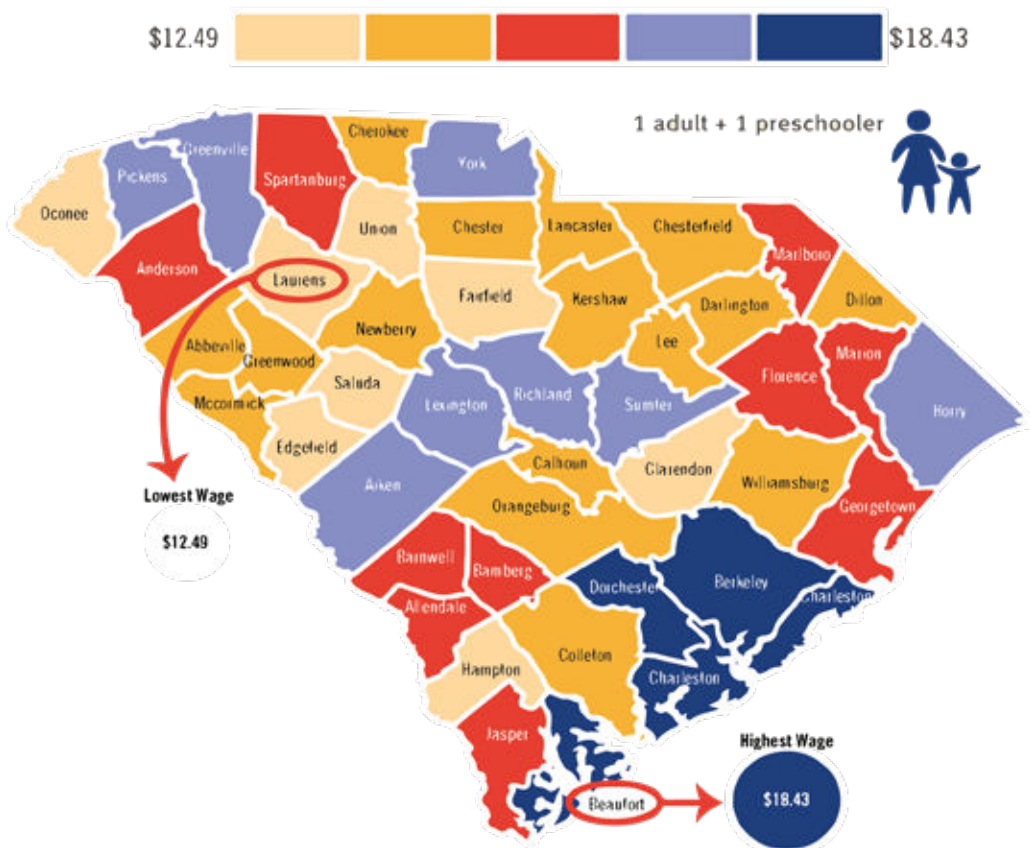 $12.49 $18.43
1 adult + 1 preschooler
Cherokee
Greenville
York
Pickens
Spartanburg
Oconee
Union
Chester
Lancaster
Chesterfield
Marlboro
Anderson
Laurens
Fairfield
Kershaw
Darlington
Dillon
Newberry
Abbeville
Greenwood
Lee
Marion
Florence
Saluda
Mccormick
Lexington
Richland
Sumter
Horry
Edgefield
Calhoun
Clarendon
Aiken
Williamsburg
Lowest Wage
$12.49
Orangeburg
Georgetown
Barnwell
Bamberg
Dorchester
Berkeley
Charleston
Allendale
Colleton
Hampton
Charleston
Jasper
Highest Wage
Beaufort
$18.43